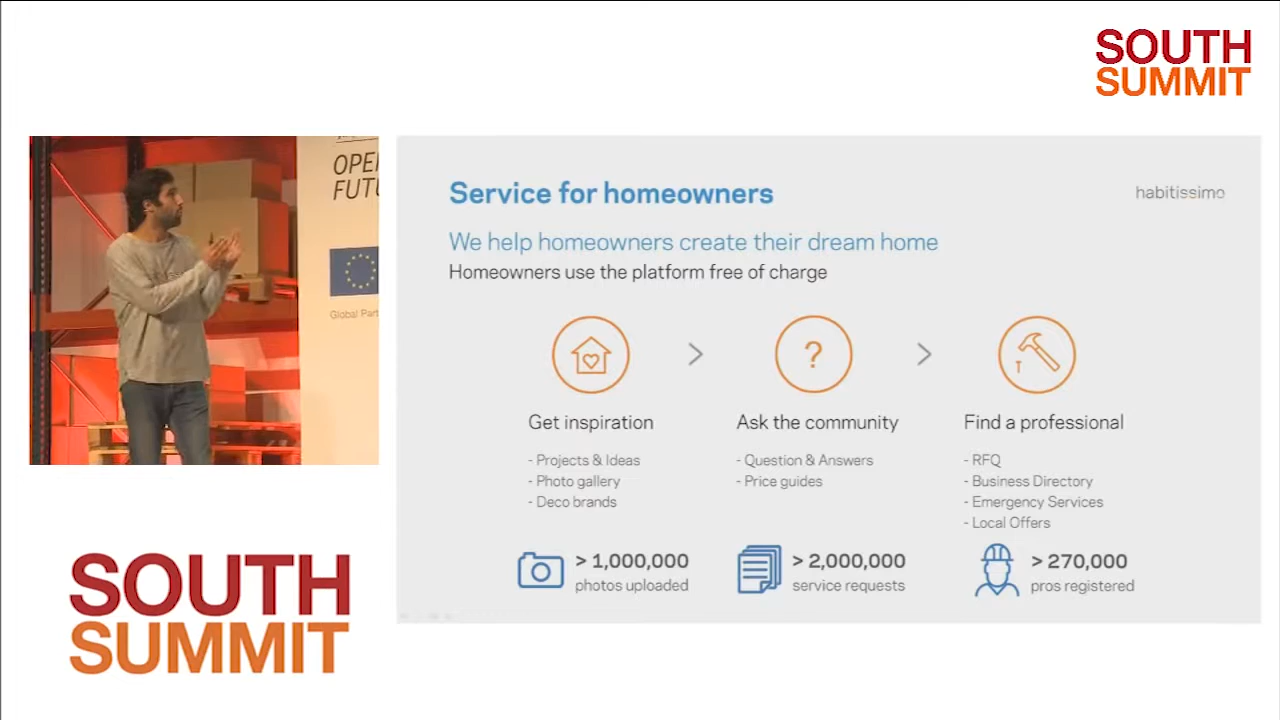 SOUTH
SUMMIT
OPE
FUTU
Global Part
Service for homeowners
habitissimo
We help homeowners create their dream home
Homeowners use the platform free of charge
?
Get inspiration
- Projects & Ideas
- Photo gallery
- Deco brands
Ask the community
- Question & Answers
- Price guides
Find a professional
- RFQ
- Business Directory
- Emergency Services
- Local Offers
> 1,000,000
photos uploaded
> 2,000,000
service requests
> 270,000
pros registered
SOUTH
SUMMIT